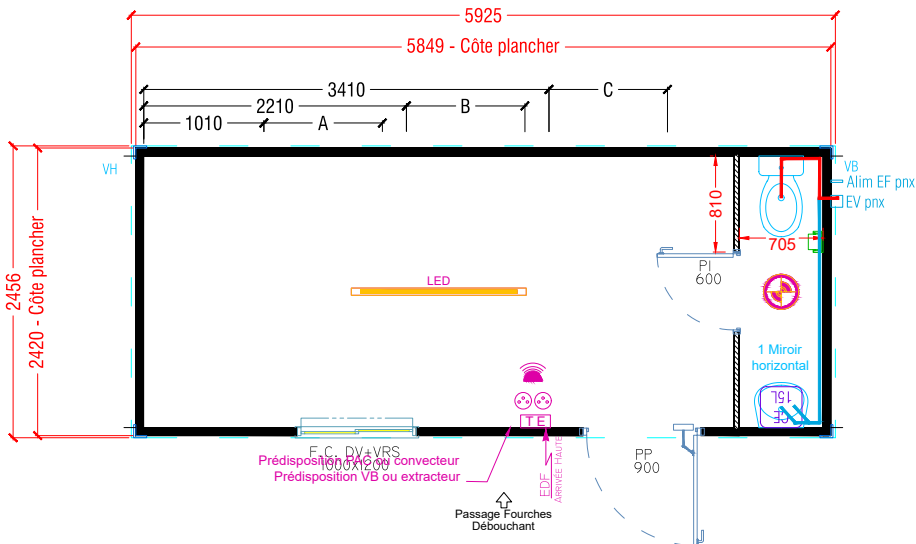 5925
5849 - Côte plancher
3410
C
2210
B
1010
A
2456
2420 - Côte plancher
VH
VB
Alim EF pnx
EV pnx
810
705
PI
600
LED
1 Miroir
horizontal
15L
CE
T E
F.C. DV+VRS
1000X1200
Prédisposition PAC ou convecteur
Prédisposition VB ou extracteur
EDF
ARRIVÉE HAUTE
PP
900
Passage Fourches
Débouchant